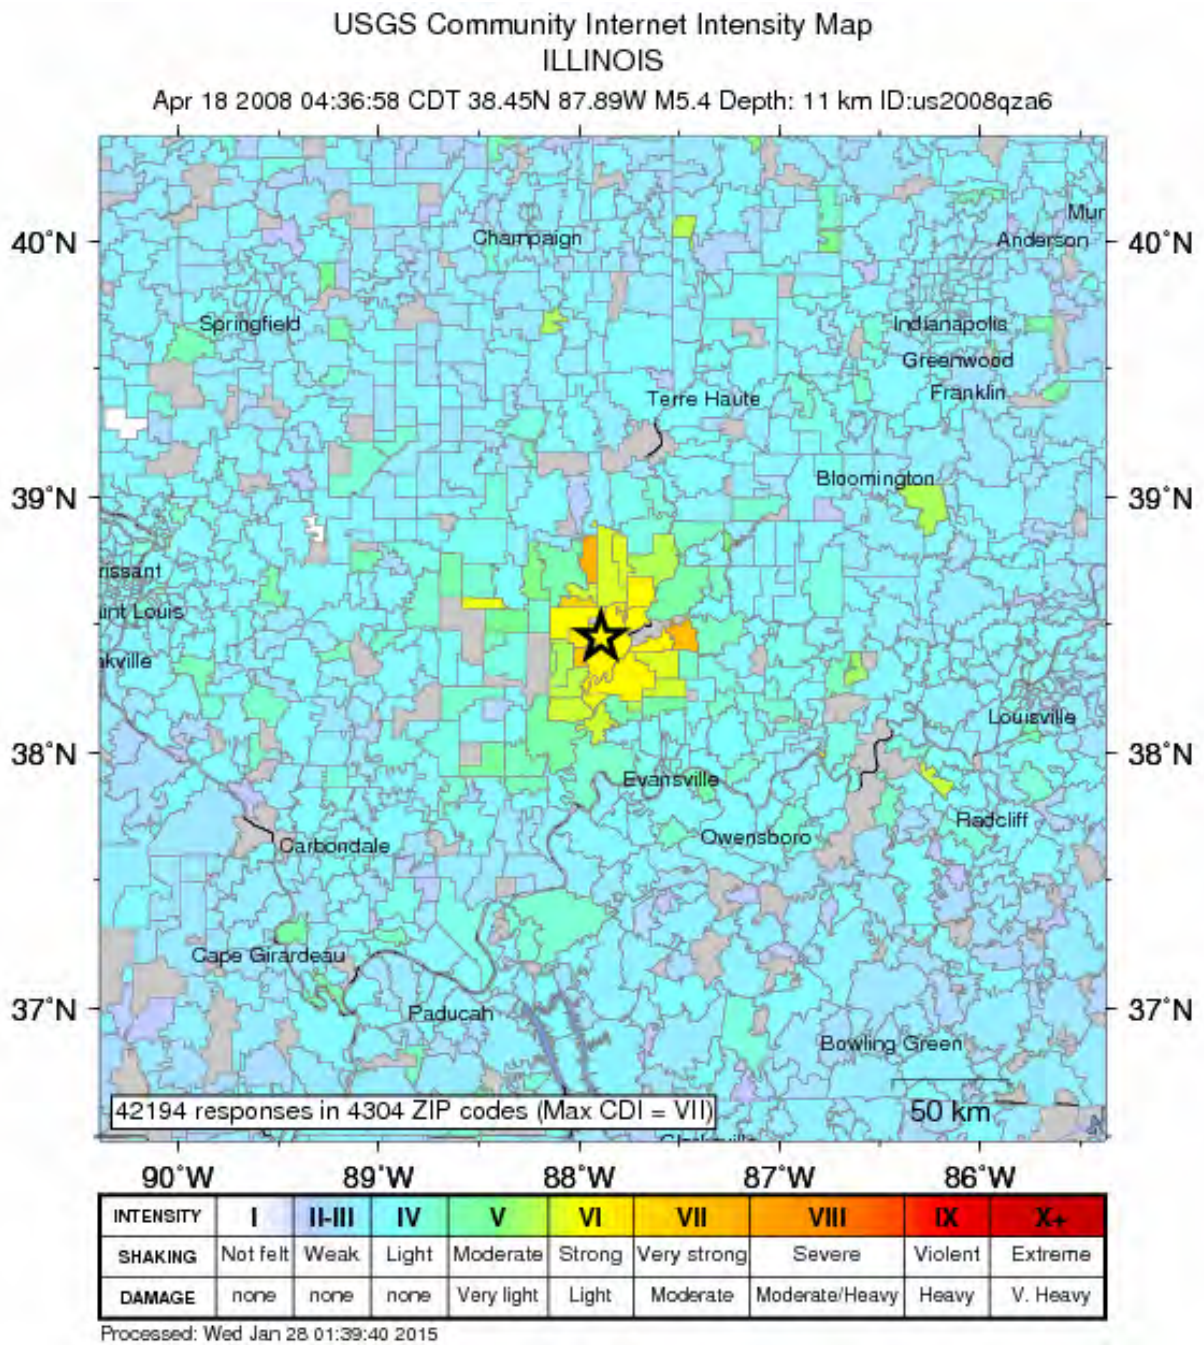 USGS Community Internet Intensity Map
ILLINOIS
Apr 18 2008 04:36:58 CDT 38.45N 87.89W M5.4 Depth: 11 km ID:us2008qza6
Mur
40˚N Champaign Anderson 40˚N
Springfield Indianapolis
Greenwood
Terre Haute Franklin
Bloomington
39˚N 39˚N
rissant
int Louis
kville
Louisville
38˚N 38˚N
Evansville
Radcliff
Owensboro
Carbondale
Cape Girardeau
37˚N Paducah 37˚N
Bowling Green
42194 responses in 4304 ZIP codes (Max CDI = VII) 50 km
90˚W 89˚W 88˚W 87˚W 86˚W
INTENSITY I II-III IV V VI VII VIII IX X+
SHAKING Not felt Weak Light Moderate Strong Very strong Severe Violent Extreme
DAMAGE none none none Very light Light Moderate Moderate/Heavy Heavy V. Heavy
Processed: Wed Jan 28 01:39:40 2015